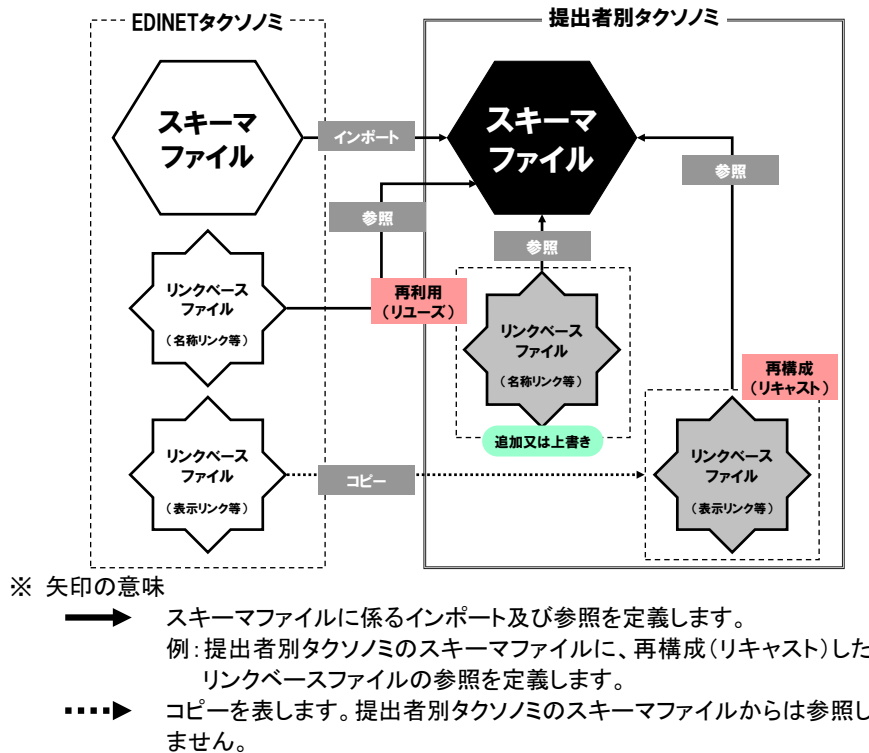 EDINETタクソノミ
提出者別タクソノミ
スキーマ
ファイル
インポート
スキーマ
ファイル
参照
参照
参照
リンクベース
ファイル
(名称リンク等)
再利用
(リユーズ)
リンクベース
ファイル
(名称リンク等)
追加又は上書き
再構成
(リキャスト)
リンクベース
ファイル
(表示リンク等)
コピー
リンクベース
ファイル
(表示リンク等)
※ 矢印の意味
スキーマファイルに係るインポート及び参照を定義します。
例:提出者別タクソノミのスキーマファイルに、再構成(リキャスト)した
リンクベースファイルの参照を定義します。
コピーを表します。提出者別タクソノミのスキーマファイルからは参照し
ません。